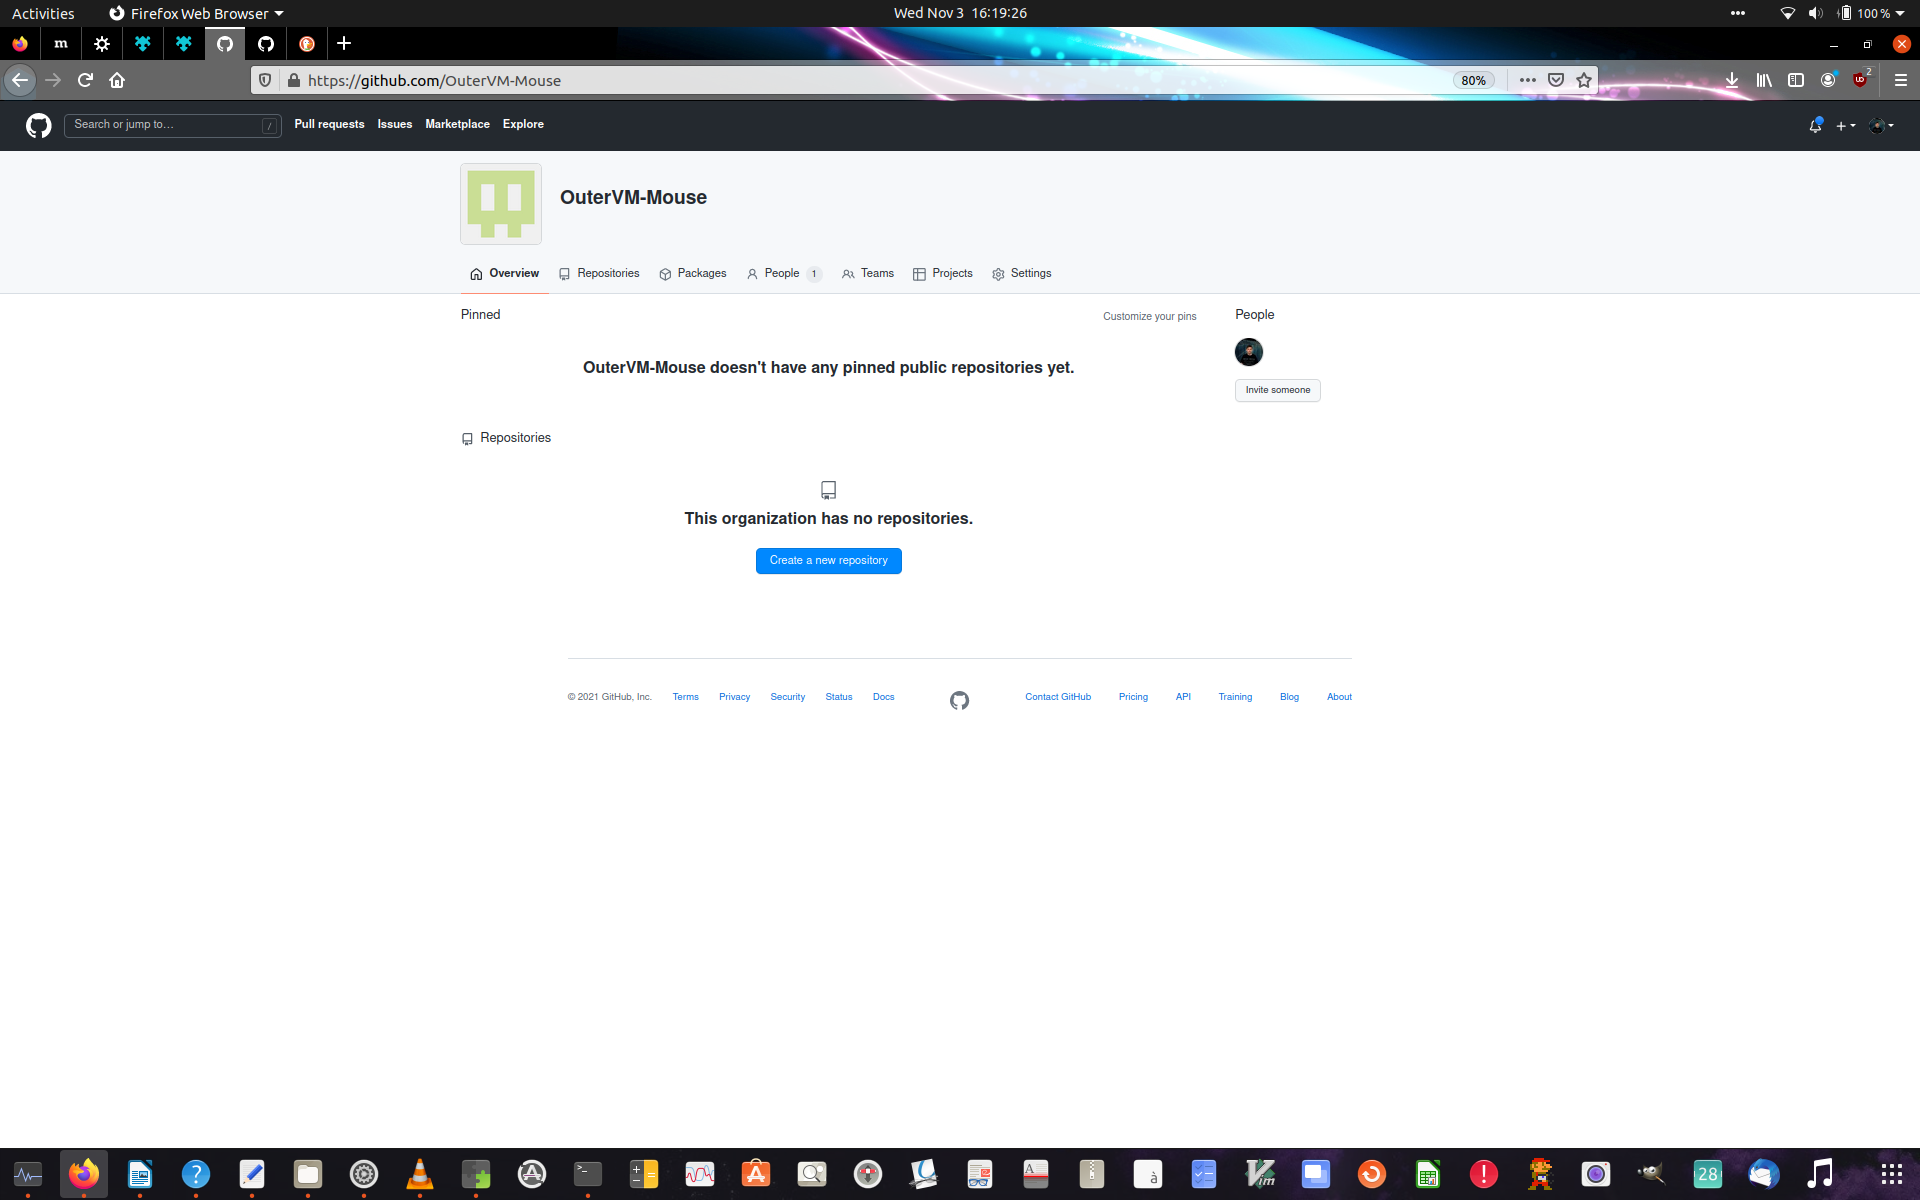 Activities Firefox Web Browser Wed Nov 3 16:19:26 100 %
m
https://github.com/OuterVM-Mouse 80% 2
Search or jump to... / Pull requests Issues Marketplace Explore
OuterVM-Mouse
Overview Repositories Packages People 1 Teams Projects Settings
Pinned Customize your pins People
OuterVM-Mouse doesn't have any pinned public repositories yet.
Invite someone
Repositories
This organization has no repositories.
Create a new repository
© 2021 GitHub, Inc. Terms Privacy Security Status Docs Contact GitHub Pricing API Training Blog About
28